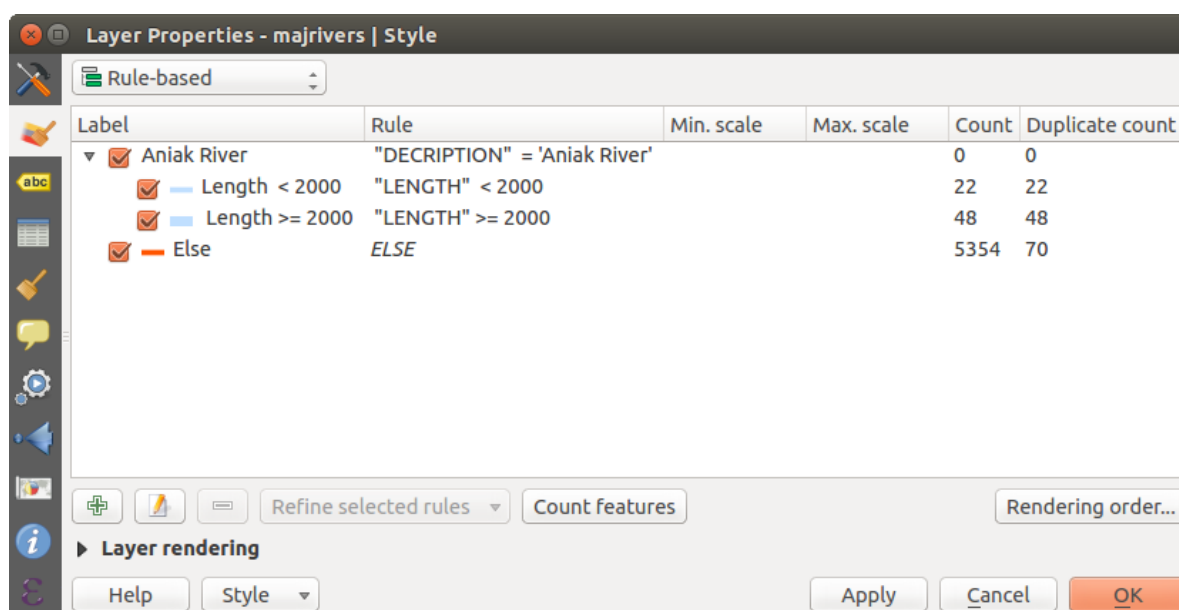 Layer Properties - majrivers | Style
Rule-based
Label Rule Min. scale Max. scale Count Duplicate count
Aniak River "DECRIPTION" = 'Aniak River' 0 0
Length < 2000 "LENGTH" < 2000 22 22
Length >= 2000 "LENGTH" >= 2000 48 48
Else ELSE 5354 70
abc
Refine selected rules Count features Rendering order...
Layer rendering
Help Style Apply Cancel OK